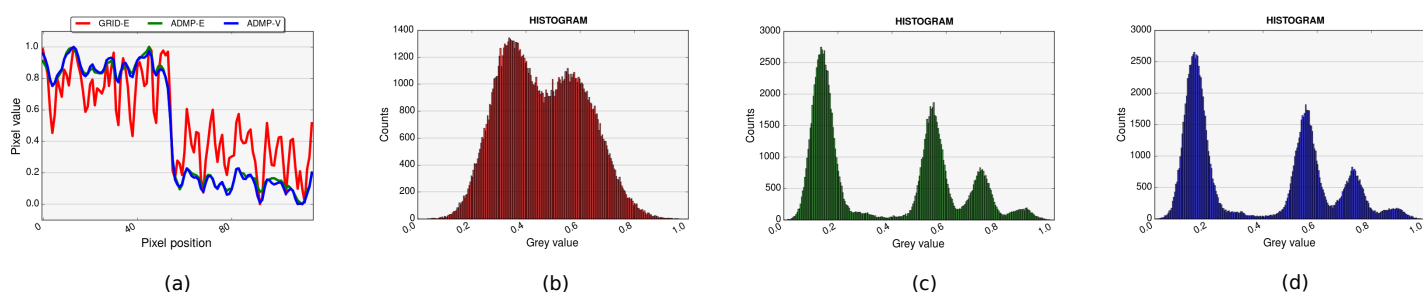 GRID-E ADMP-E ADMP-V
1.0
0.8
0.6
0.4
0.2
0.0
Pixel value
0 40 80
Pixel position
(a)
HISTOGRAM
1400
1200
1000
800
600
400
200
0
Counts
0.0 0.2 0.4 0.6 0.8 1.0
Grey value
(b)
HISTOGRAM
3000
2500
2000
1500
1000
500
0
Counts
0.0 0.2 0.4 0.6 0.8 1.0
Grey value
(c)
HISTOGRAM
3000
2500
2000
1500
1000
500
0
Counts
0.0 0.2 0.4 0.6 0.8 1.0
Grey value
(d)